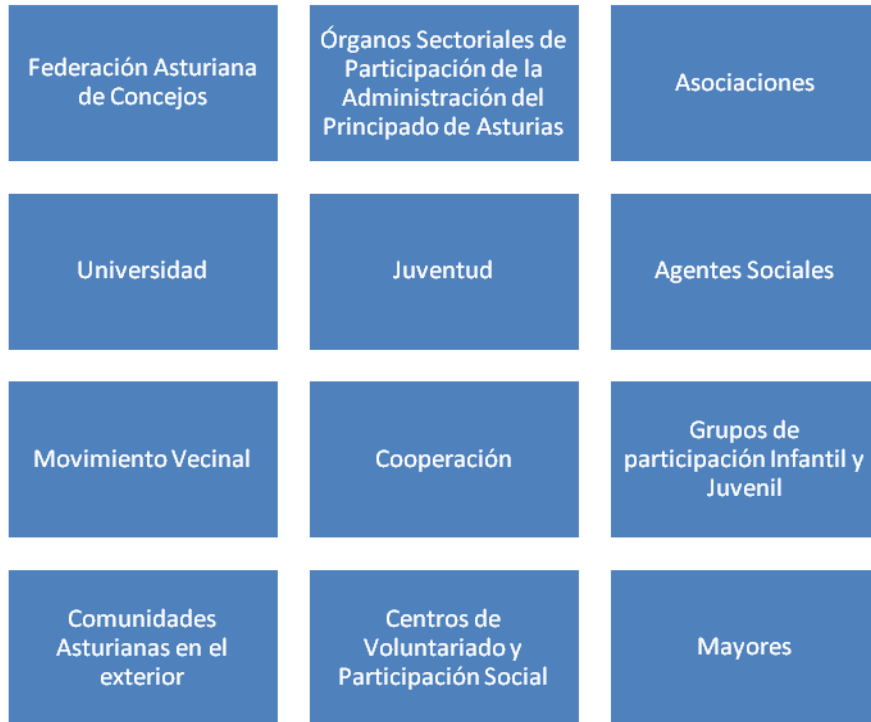 Federación Asturiana
de Concejos
Órganos Sectoriales de
Participación de la
Administración del
Principado de Asturias
Asociaciones
Universidad
Juventud
Agentes Sociales
Movimiento Vecinal
Cooperación
Grupos de
participación Infantil y
Juvenil
Comunidades
Asturianas en el
exterior
Centros de
Voluntariado y
Participación Social
Mayores